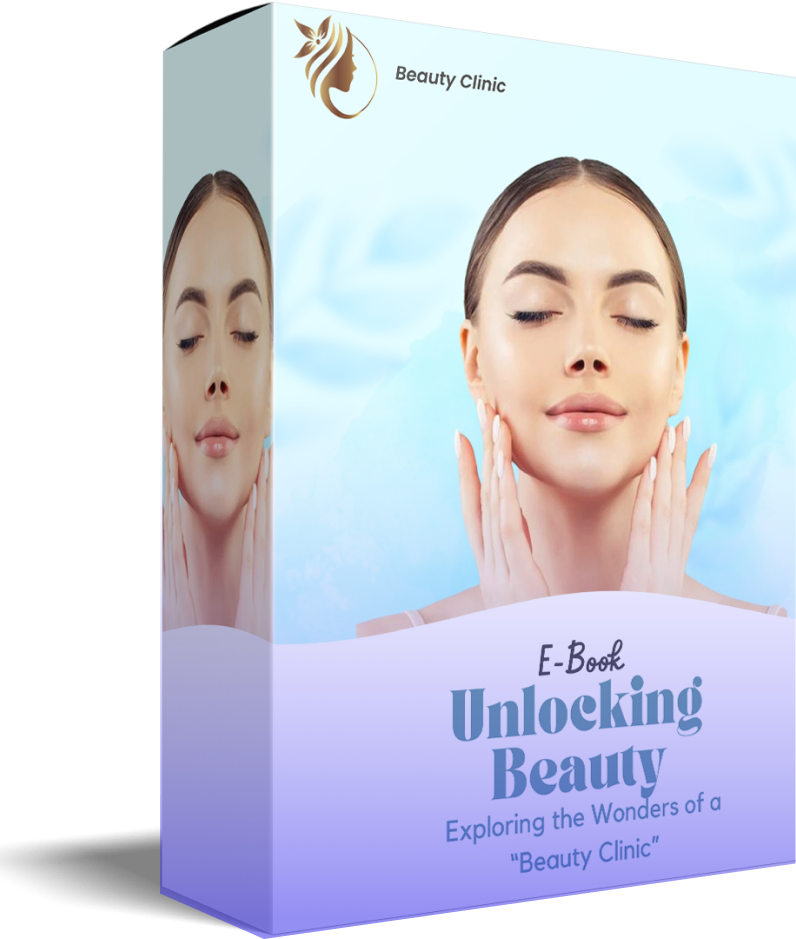 Beauty Clinic
E-Book
Unlocking
Beauty
Exploring the Wonders of a
“Beauty Clinic”